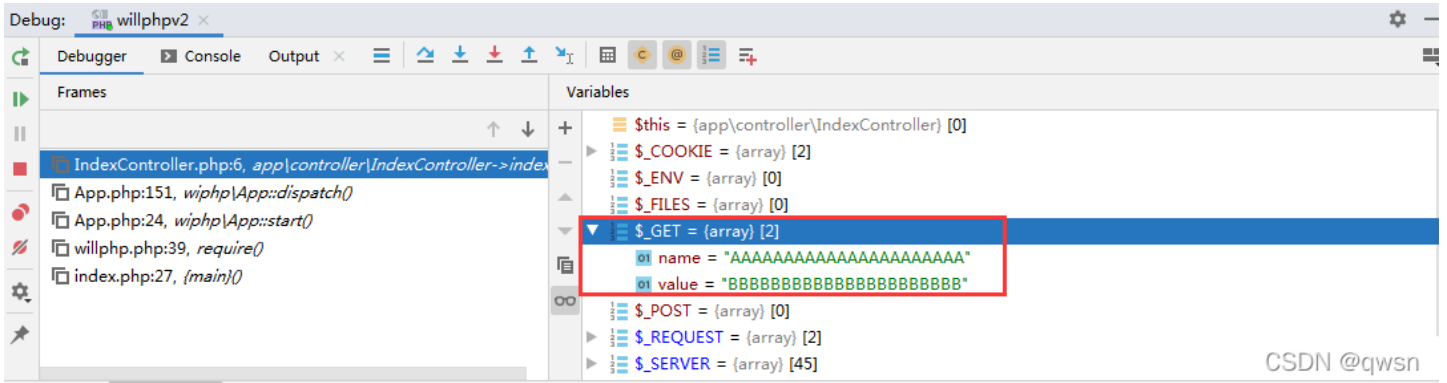 Debug: willphpv2
Debugger Console Output
Frames
Variables
IndexController.php:6, app\controller\IndexController->index
App.php:151, wiphp\App::dispatch()
App.php:24, wiphp\App::start()
willphp.php:39, require()
index.php:27, {main}()
$this = {app\controller\IndexController} [0]
$_COOKIE = {array} [2]
$_ENV = {array} [0]
$_FILES = {array} [0]
$_GET = {array} [2]
name = "AAAAAAAAAAAAAAAAAAAAAA"
value = "BBBBBBBBBBBBBBBBBBBBBB"
$_POST = {array} [0]
$_REQUEST = {array} [2]
$_SERVER = {array} [45]
CSDN @qwsn